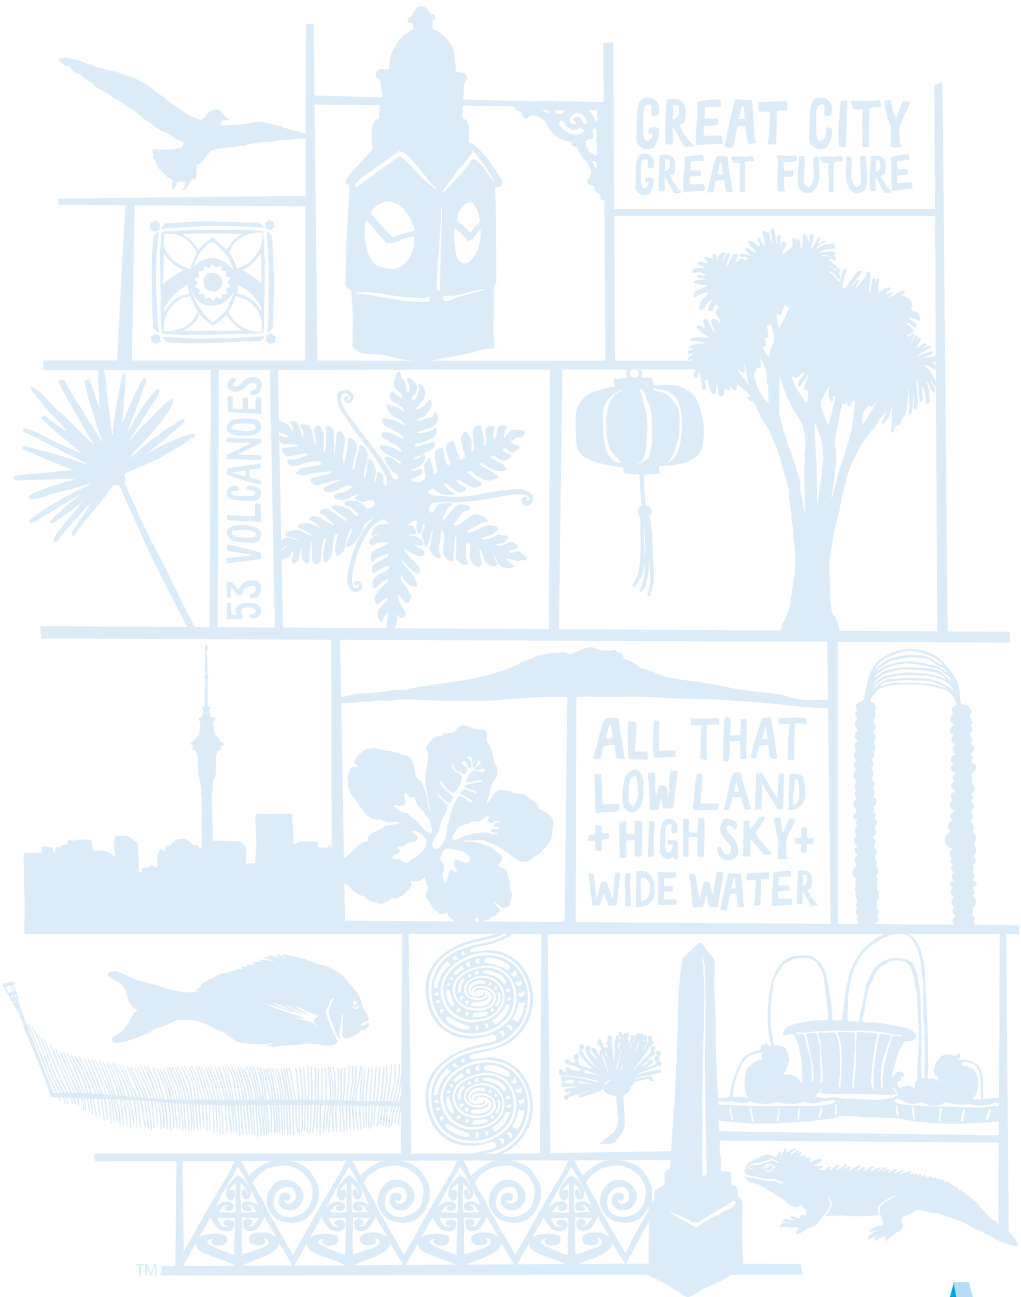 GREAT CITY
GREAT FUTURE
53 VOLCANOES
ALL THAT
LOW LAND
+ HIGH SKY +
WIDE WATER
TM